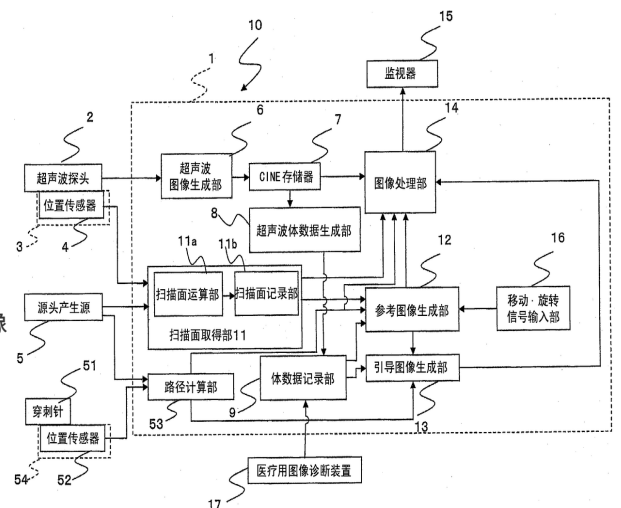 10
15
监视器
1
2
6
7
14
超声波探头
位置传感器
3
4
超声波
图像生成部
CINE存储器
图像处理部
8
超声波体数据生成部
11a
11b
扫描面运算部
扫描面记录部
扫描面取得部11
12
16
参考图像生成部
移动·旋转
信号输入部
源头产生源
5
象
51
穿刺针
位置传感器
54
52
路径计算部
53
9
体数据记录部
引导图像生成部
13
医疗用图像诊断装置
17